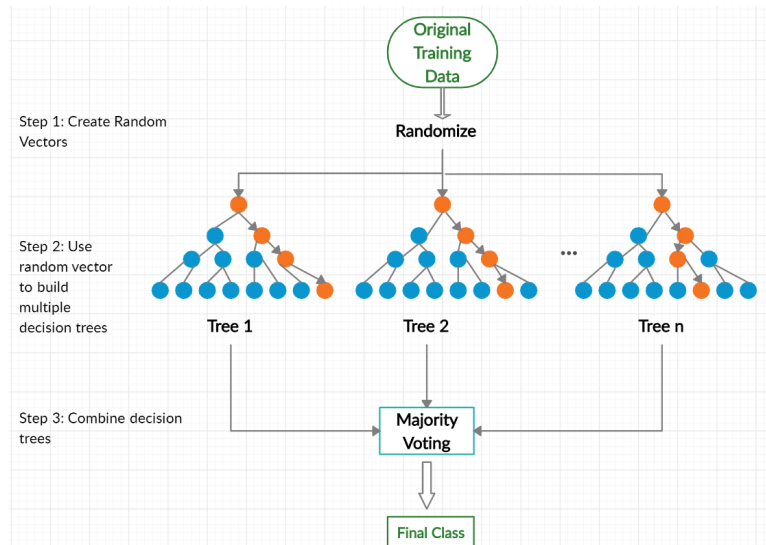 Original
Training
Data
Step 1: Create Random
Vectors
Randomize
Step 2: Use
random vector
to build
multiple
decision trees
...
Tree 1
Tree 2
Tree n
Step 3: Combine decision
trees
Majority
Voting
Final Class